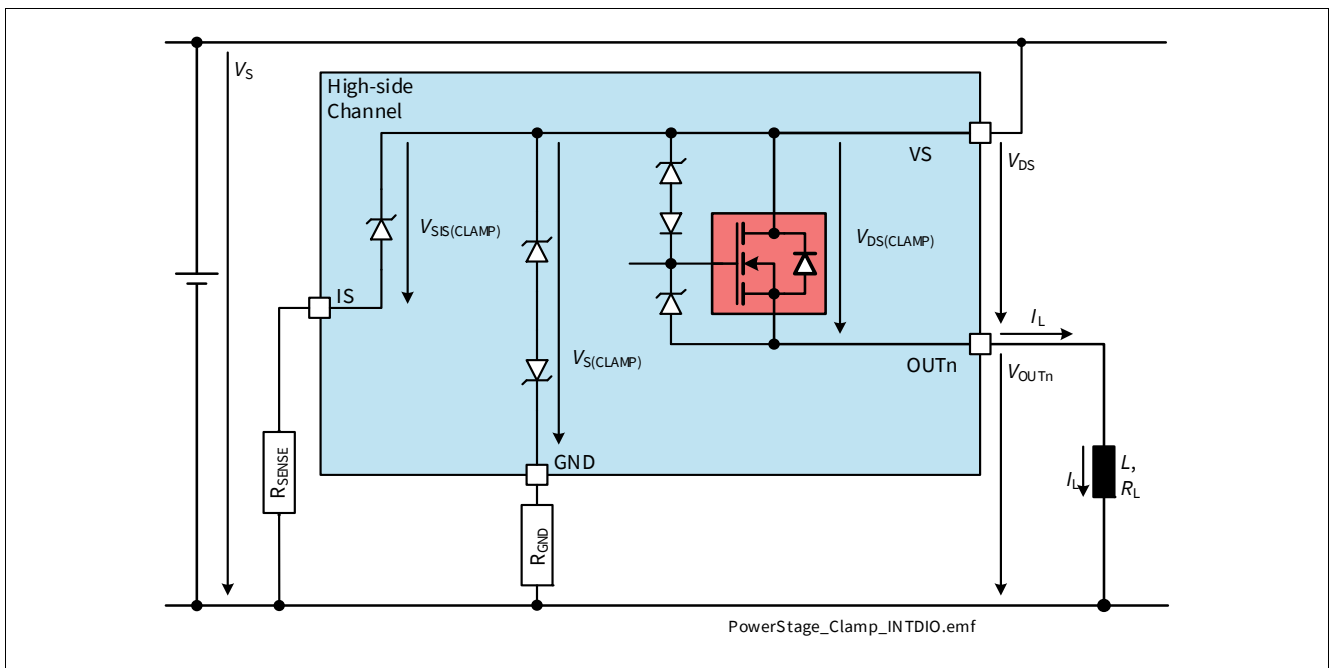 VS
High-side
Channel
VS
VDS
VSIS(CLAMP)
VDS(CLAMP)
IS
IL
VS(CLAMP)
OUTn
VOUTn
GND
RSENSE
IL
L,
RL
RGND
PowerStage_Clamp_INTDIO.emf